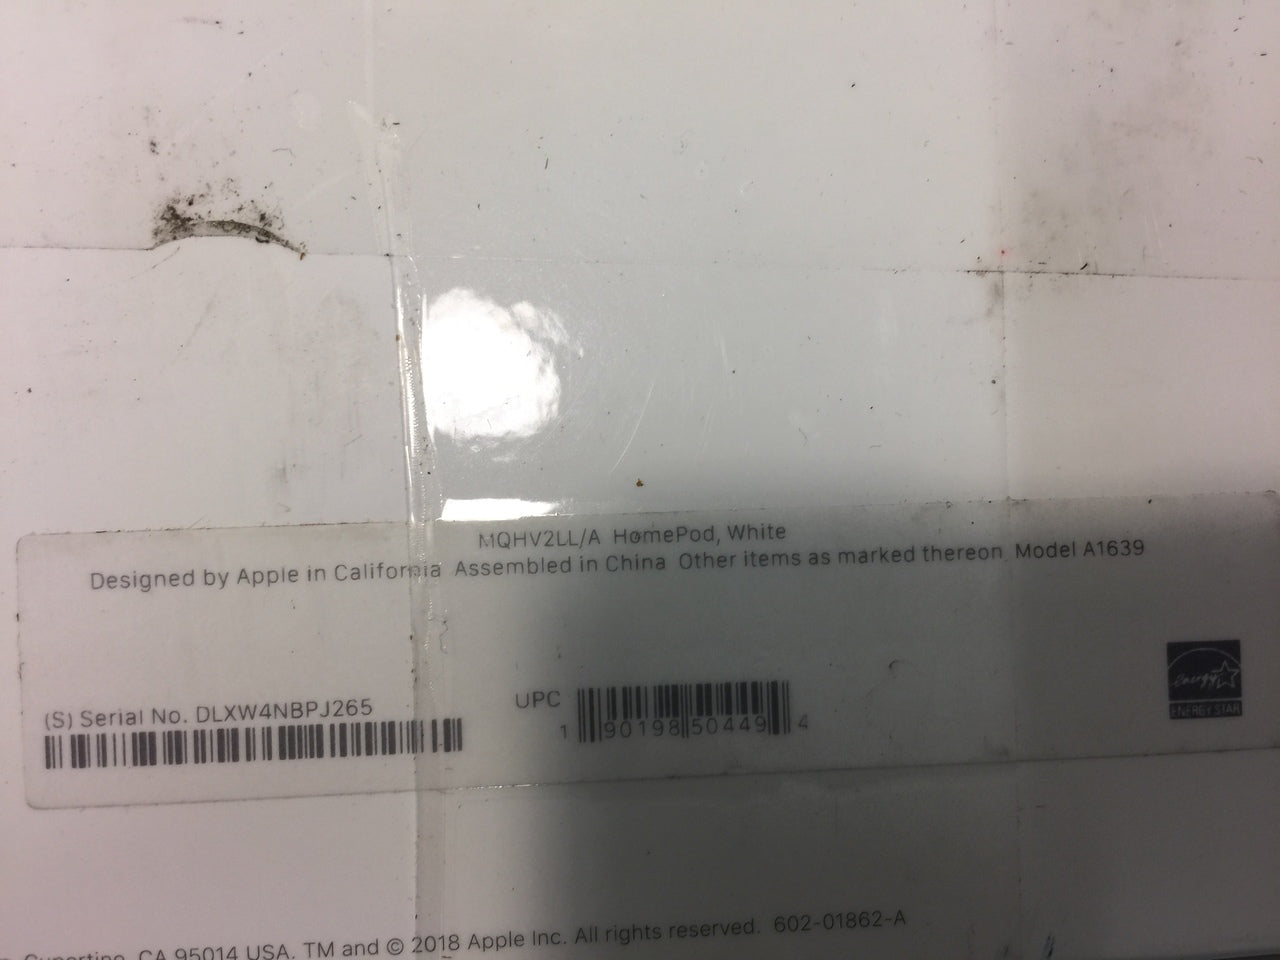 MQHV2LL/A HomePod, White
Designed by Apple in California Assembled in China Other items as marked thereon Model A1639
(S) Serial No. DLXW4NBPJ265
UPC
1 90198 50449 4
energy
ENERGY STAR
Cupertino, CA 95014 USA. TM and © 2018 Apple Inc. All rights reserved. 602-01862-A